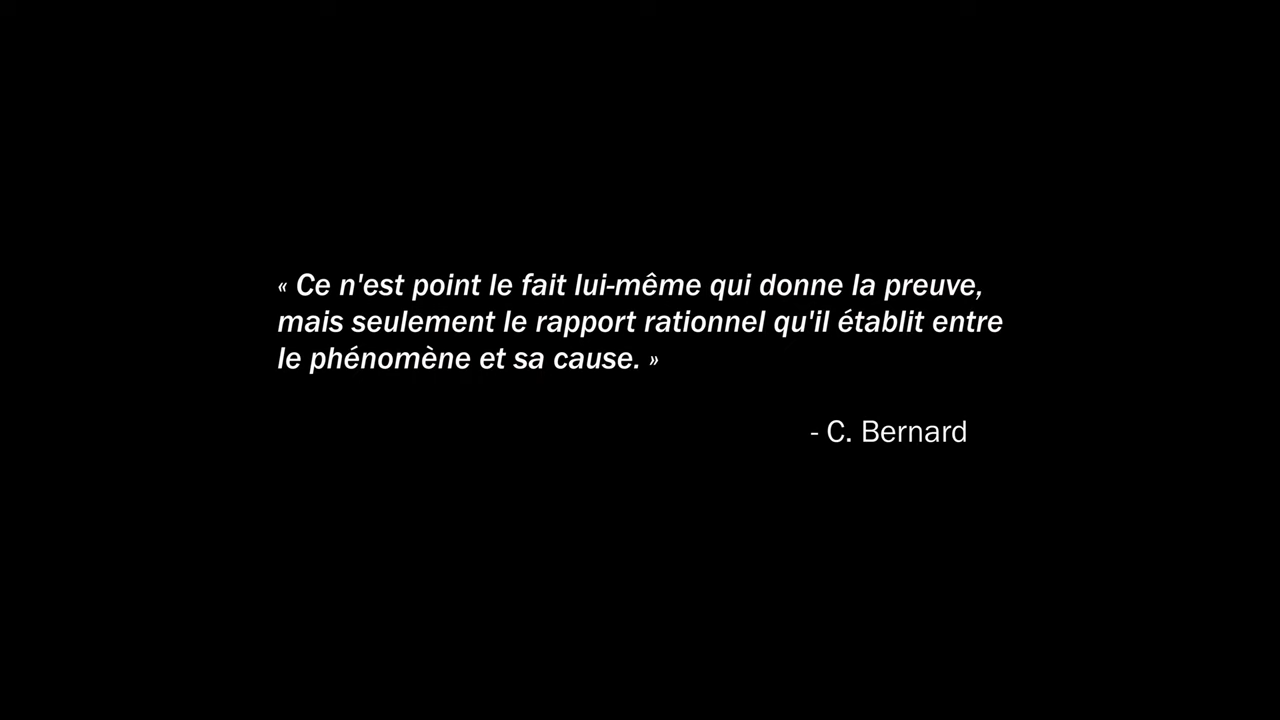 « Ce n'est point le fait lui-même qui donne la preuve,
mais seulement le rapport rationnel qu'il établit entre
le phénomène et sa cause. »
- C. Bernard